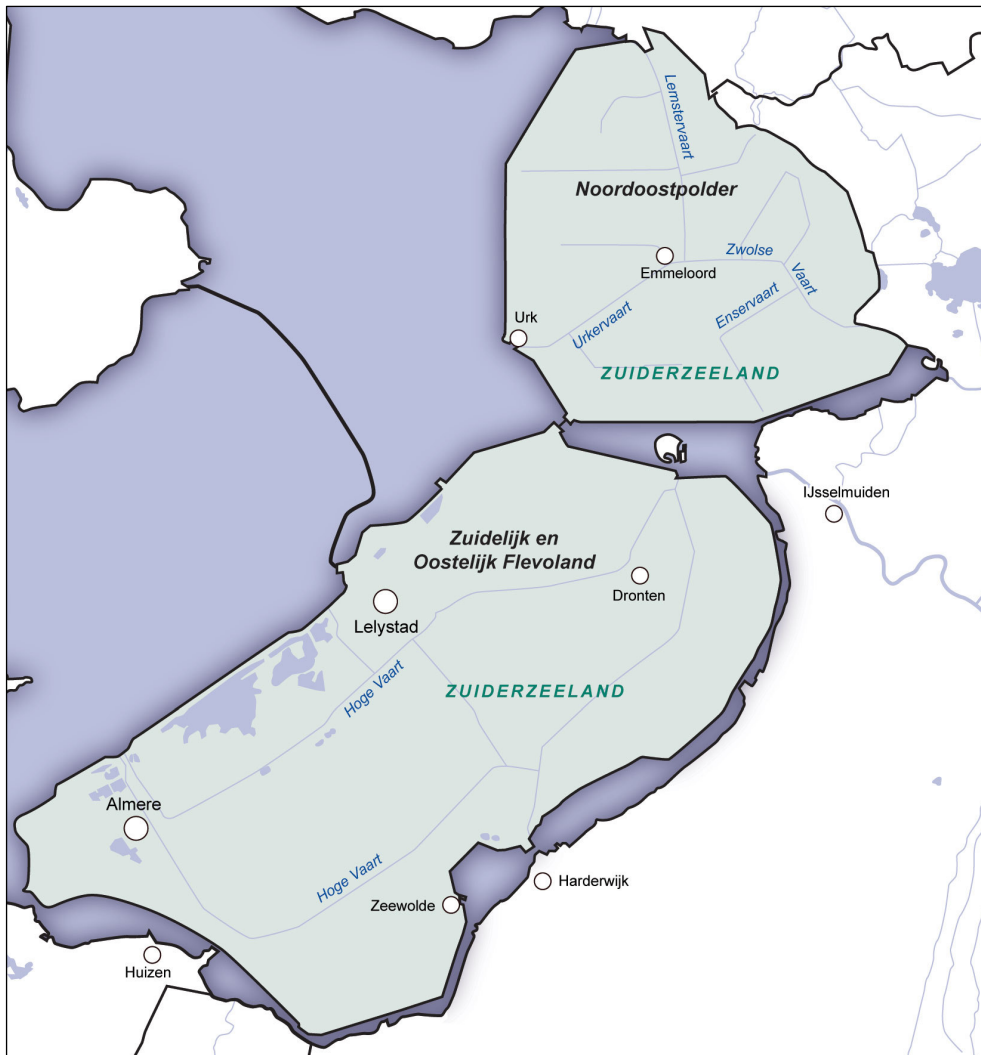 Lemstervaart
Noordoostpolder
Zwolse
Vaart
Emmeloord
Enservaart
Urkervaart
Urk
ZUIDERZEELAND
IJsselmuiden
Zuidelijk en
Oostelijk Flevoland
Dronten
Lelystad
Hoge Vaart
ZUIDERZEELAND
Almere
Hoge Vaart
Zeewolde
Harderwijk
Huizen